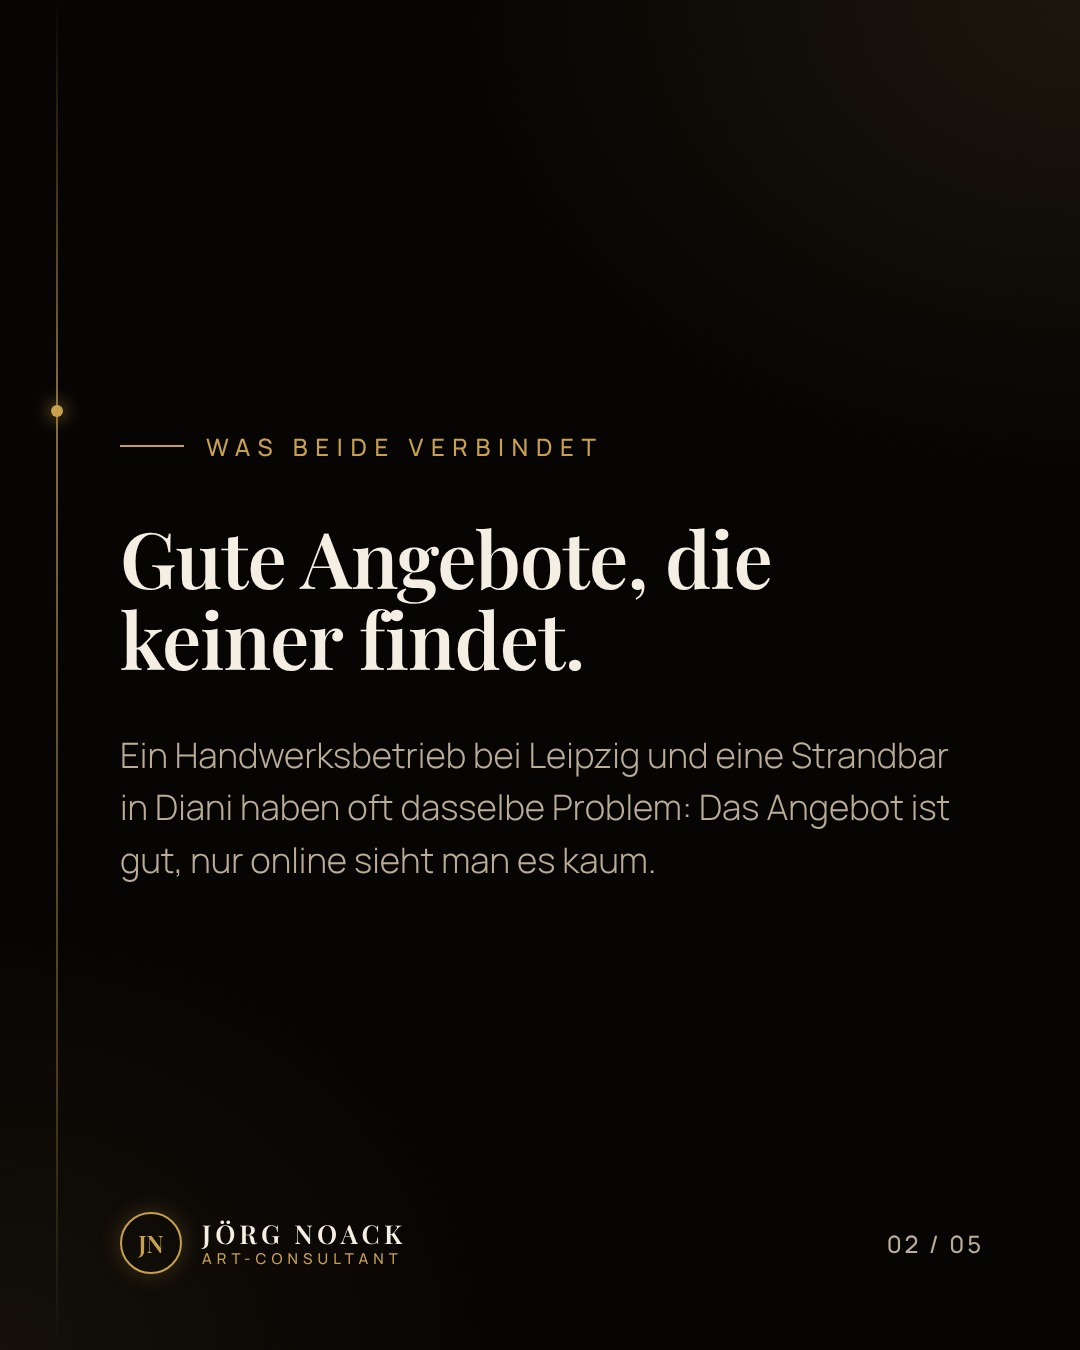 WAS BEIDE VERBINDET
Gute Angebote, die
keiner findet.
Ein Handwerksbetrieb bei Leipzig und eine Strandbar
in Diani haben oft dasselbe Problem: Das Angebot ist
gut, nur online sieht man es kaum.
JN
JÖRG NOACK
ART-CONSULTANT
02 / 05